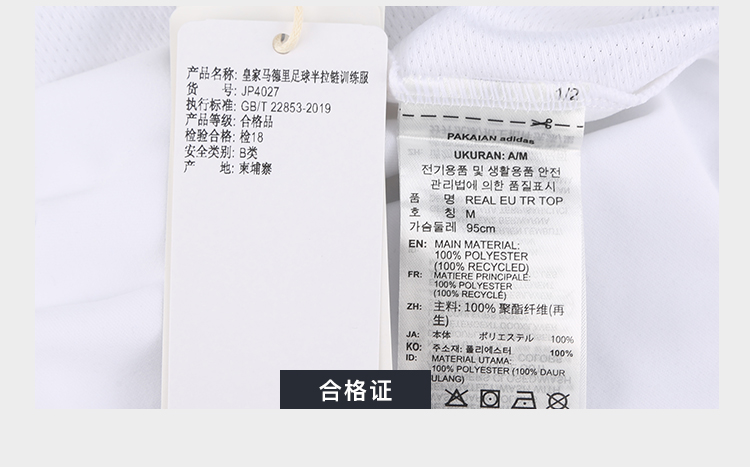 产品名称: 皇家马德里足球半拉链训练服
货 号: JP4027
执行标准: GB/T 22853-2019
产品等级: 合格品
检验合格: 检18
安全类别: B类
产 地: 柬埔寨
1/2
PAKAIAN adidas
UKURAN: A/M
전기용품 및 생활용품 안전
관리법에 의한 품질표시
품 명 REAL EU TR TOP
호 칭 M
가슴둘레 95cm
EN: MAIN MATERIAL:
100% POLYESTER
(100% RECYCLED)
FR: MATIERE PRINCIPALE:
100% POLYESTER
(100% RECYCLÉ)
ZH: 主料: 100% 聚酯纤维(再
生)
JA: 本体 ポリエステル 100%
KO: 주소재: 폴리에스터 100%
ID: MATERIAL UTAMA:
100% POLYESTER (100% DAUR
ULANG)
合格证